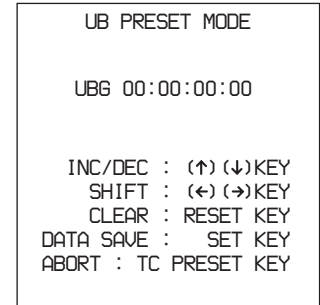 UB PRESET MODE
UBG 00:00:00:00
INC/DEC : (↑)(↓)KEY
SHIFT : (←)(→)KEY
CLEAR : RESET KEY
DATA SAVE : SET KEY
ABORT : TC PRESET KEY